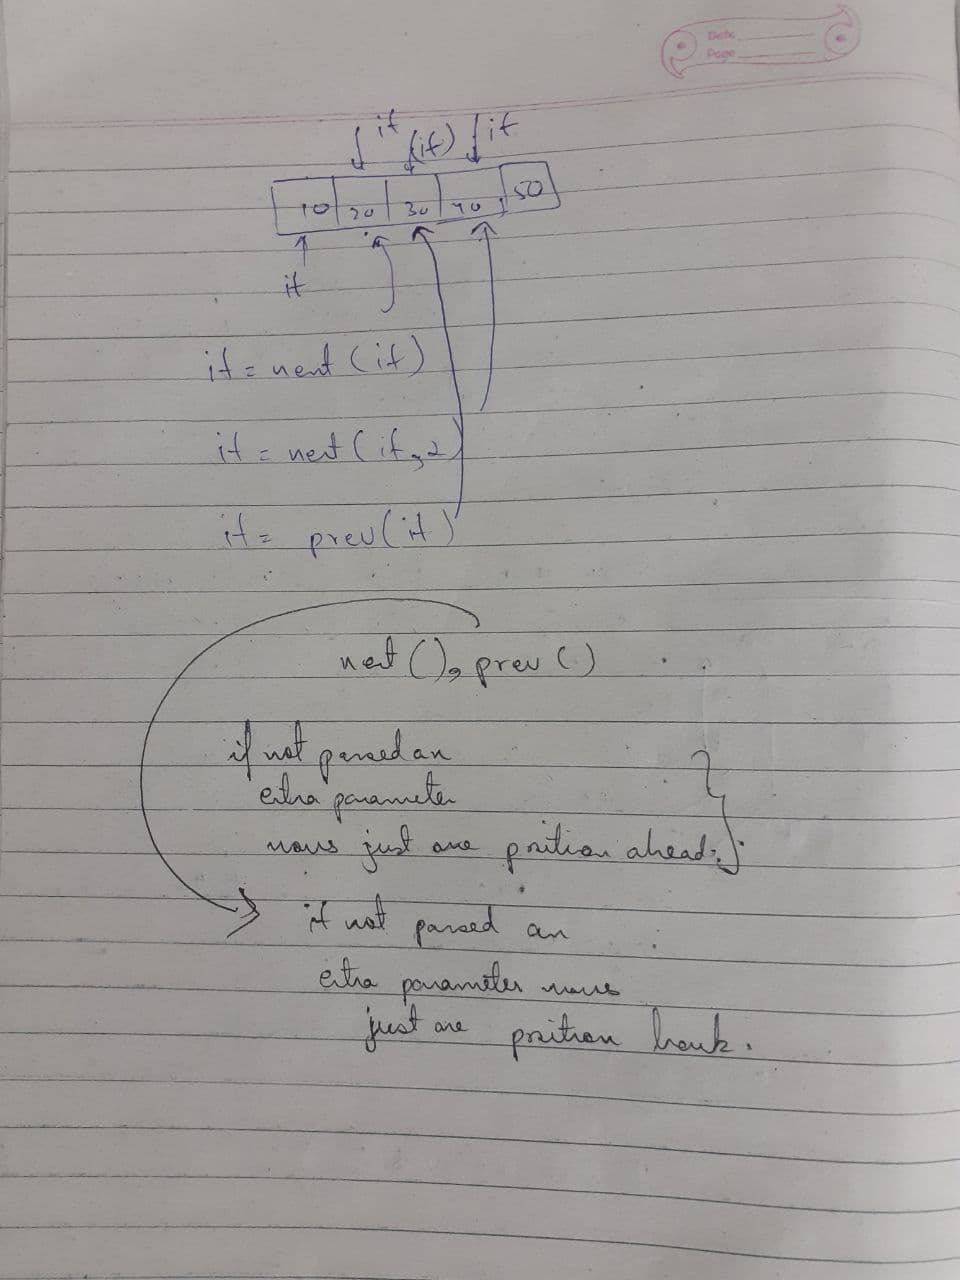 Date
Page
it (it) it
10 20 30 40 50
it
it = next (it)
it = next (it, 2)
it = prev (it)
next (), prev ()
if not parsed an
extra parameter
moves just one position ahead;
if not parsed an
extra parameter moves
just one position back.